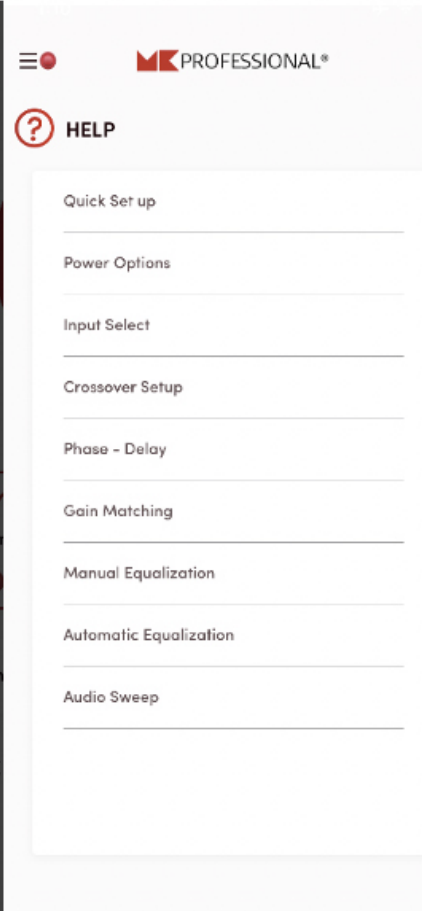 MK PROFESSIONAL®
? HELP
Quick Set up
Power Options
Input Select
Crossover Setup
Phase - Delay
Gain Matching
Manual Equalization
Automatic Equalization
Audio Sweep